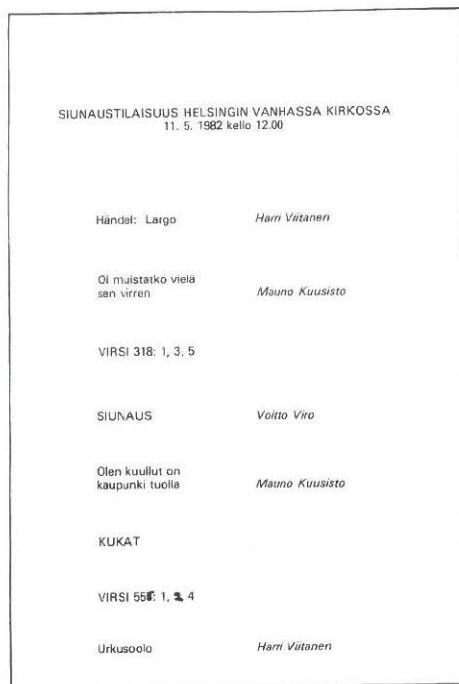 SIUNAUSTILAISUUS HELSINGIN VANHASSA KIRKOSSA
11. 5. 1982 kello 12.00
Händel: Largo Harri Viitanen
Oi muistatko vielä
sen virren Mauno Kuusisto
VIRSI 318: 1, 3, 5
SIUNAUS Voitto Viro
Olen kuullut on
kaupunki tuolla Mauno Kuusisto
KUKAT
VIRSI 1, 4
Urkusoolo Harri Viitanen